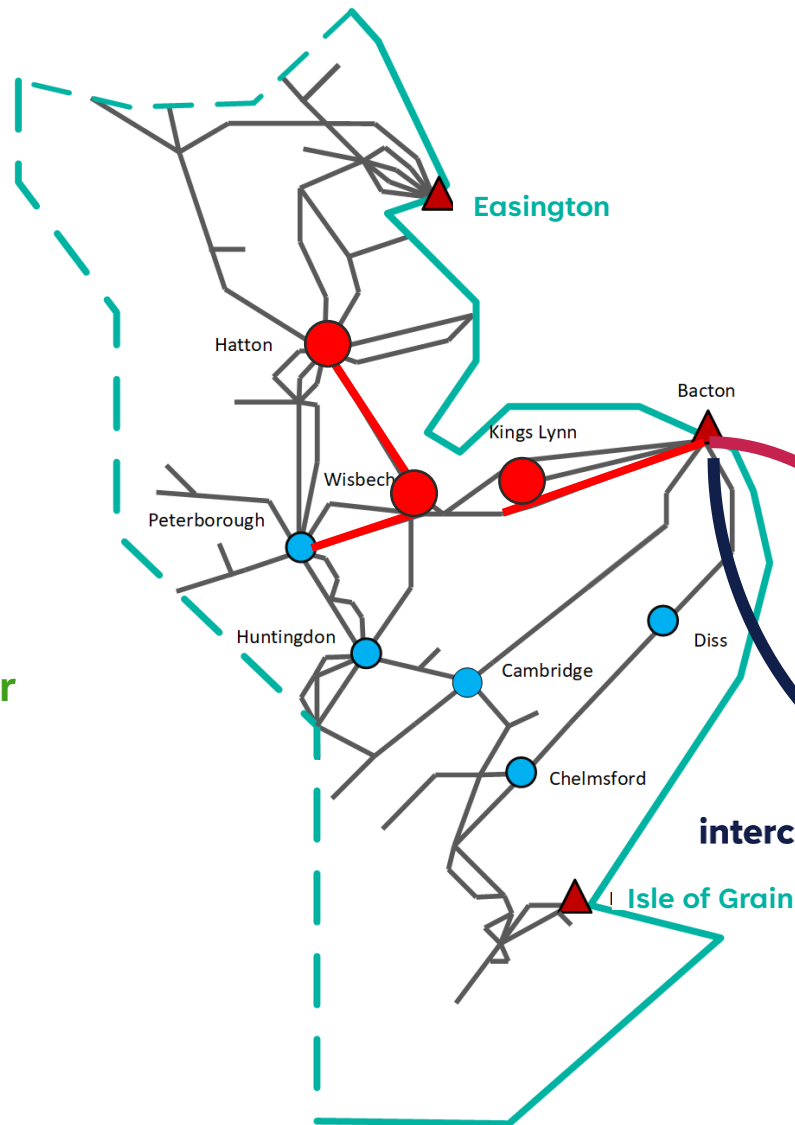 Easington
Hatton
Bacton
Kings Lynn
Wisbech
Peterborough
Huntingdon
Diss
Cambridge
r
Chelmsford
interc
Isle of Grain